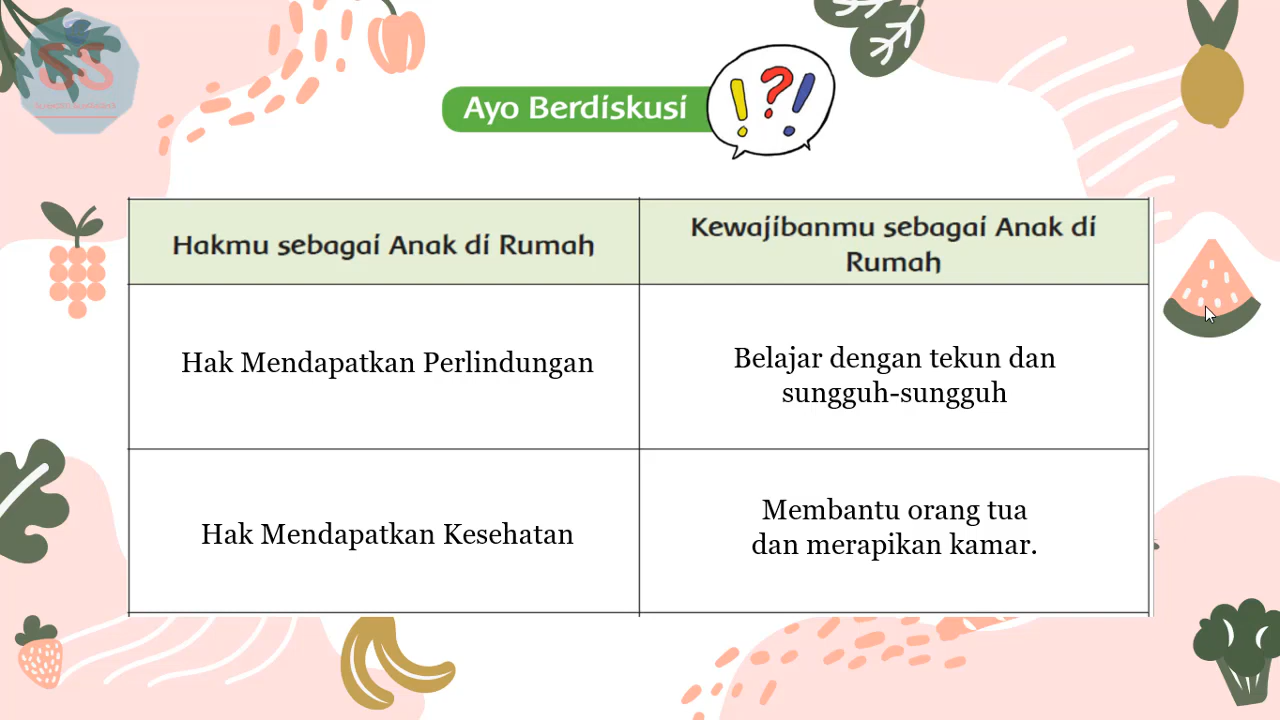 Ayo Berdiskusi
Hakmu sebagai Anak di Rumah
Kewajibanmu sebagai Anak di
Rumah
Hak Mendapatkan Perlindungan
Belajar dengan tekun dan
sungguh-sungguh
Hak Mendapatkan Kesehatan
Membantu orang tua
dan merapikan kamar.